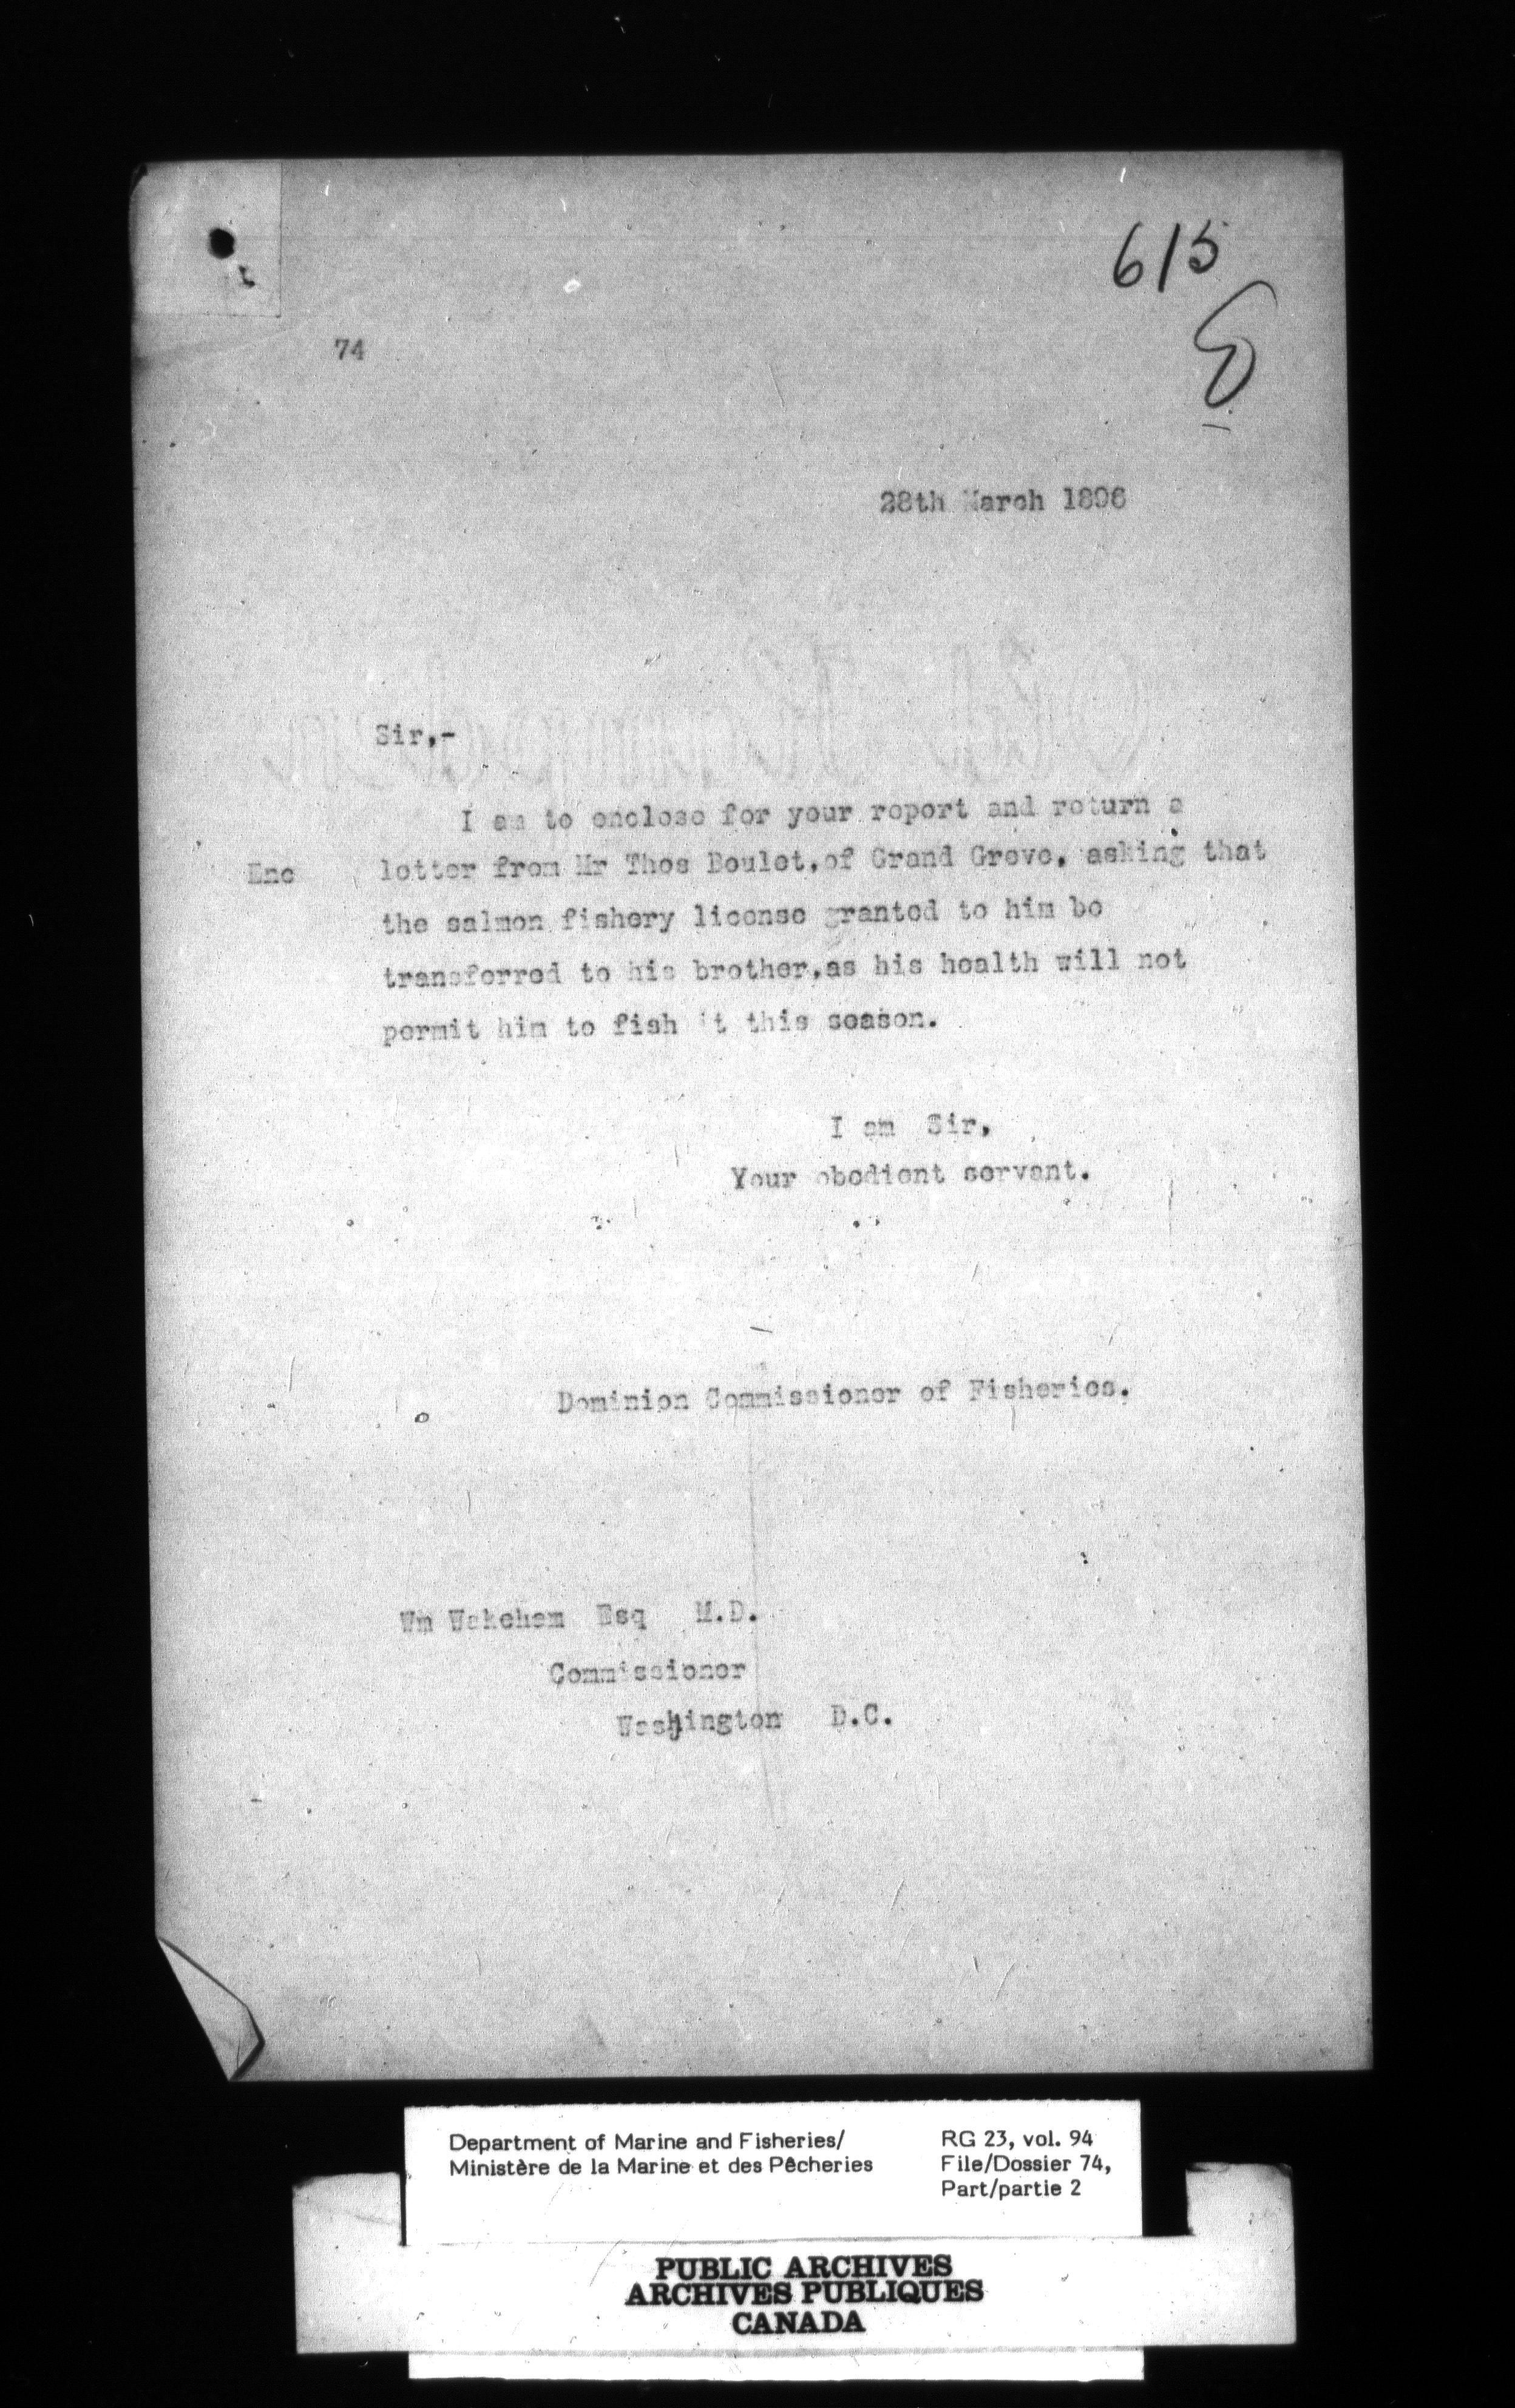 615
74
28th March 1896
Sir,-
I am to enclose for your report and return a
Enc letter from Mr Thos Boulet, of Grand Greve, asking that
the salmon fishery license granted to him be
transferred to his brother, as his health will not
permit him to fish it this season.
I am Sir,
Your obedient servant.
Dominion Commissioner of Fisheries.
Wm Wakeham Esq M.D.
Commissioner
Washington D.C.
Department of Marine and Fisheries/
Ministère de la Marine et des Pêcheries
RG 23, vol. 94
File/Dossier 74,
Part/partie 2
PUBLIC ARCHIVES
ARCHIVES PUBLIQUES
CANADA